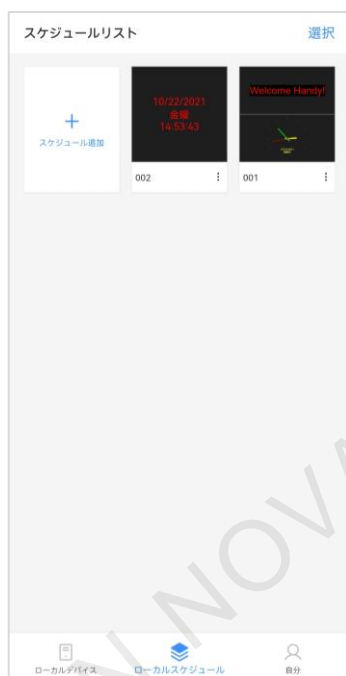 スケジュールリスト 選択
+
スケジュール追加
10/22/2021
金曜
14:53:43
002
Welcome Handy!
001
ローカルデバイス ローカルスケジュール 自分
N NOVA